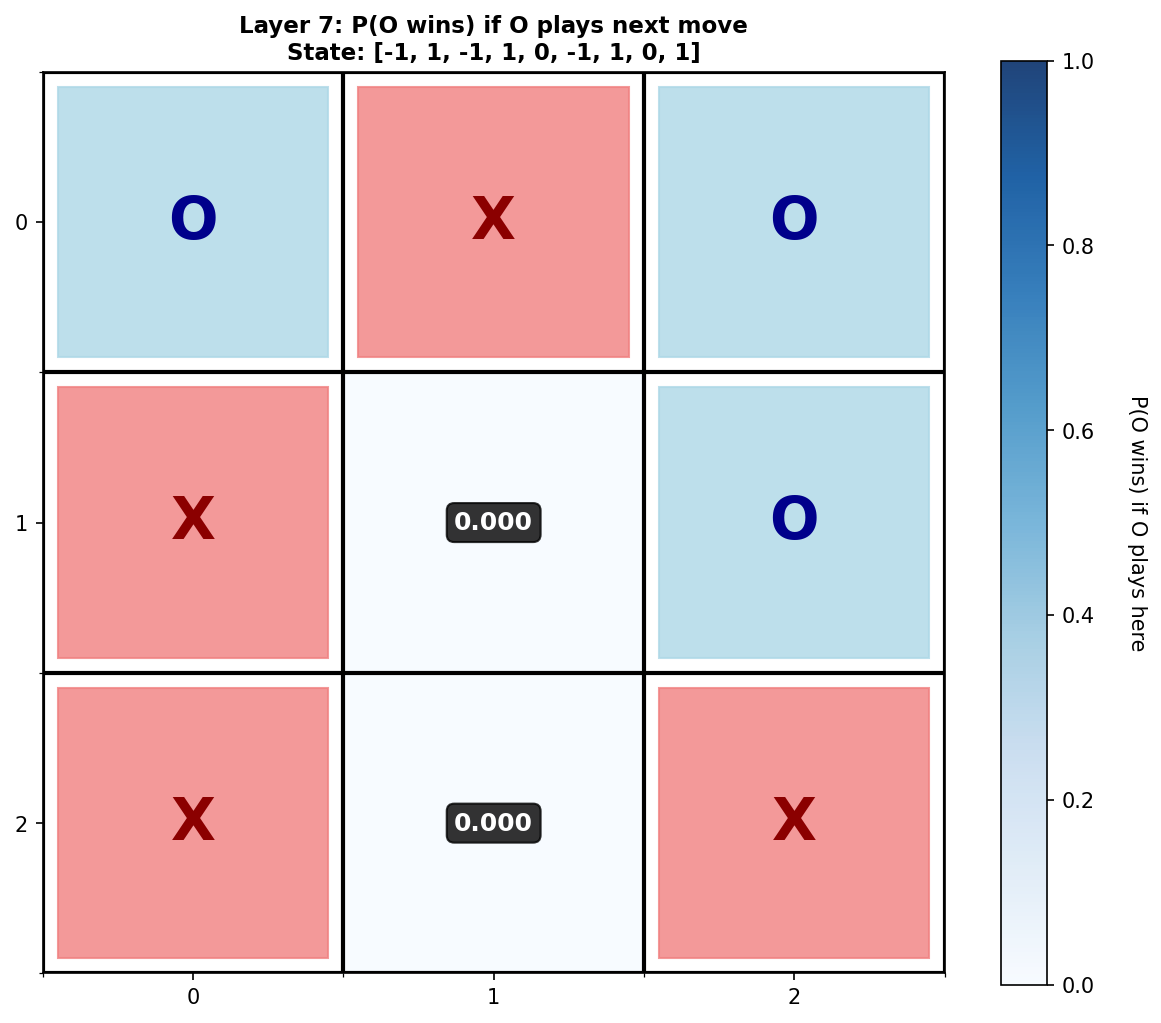 Layer 7: P(O wins) if O plays next move
State: [-1, 1, -1, 1, 0, -1, 1, 0, 1]
O X O
X 0.000 O
X 0.000 X
0
1
2
0 1 2
1.0
0.8
0.6
0.4
0.2
0.0
P(O wins) if O plays here